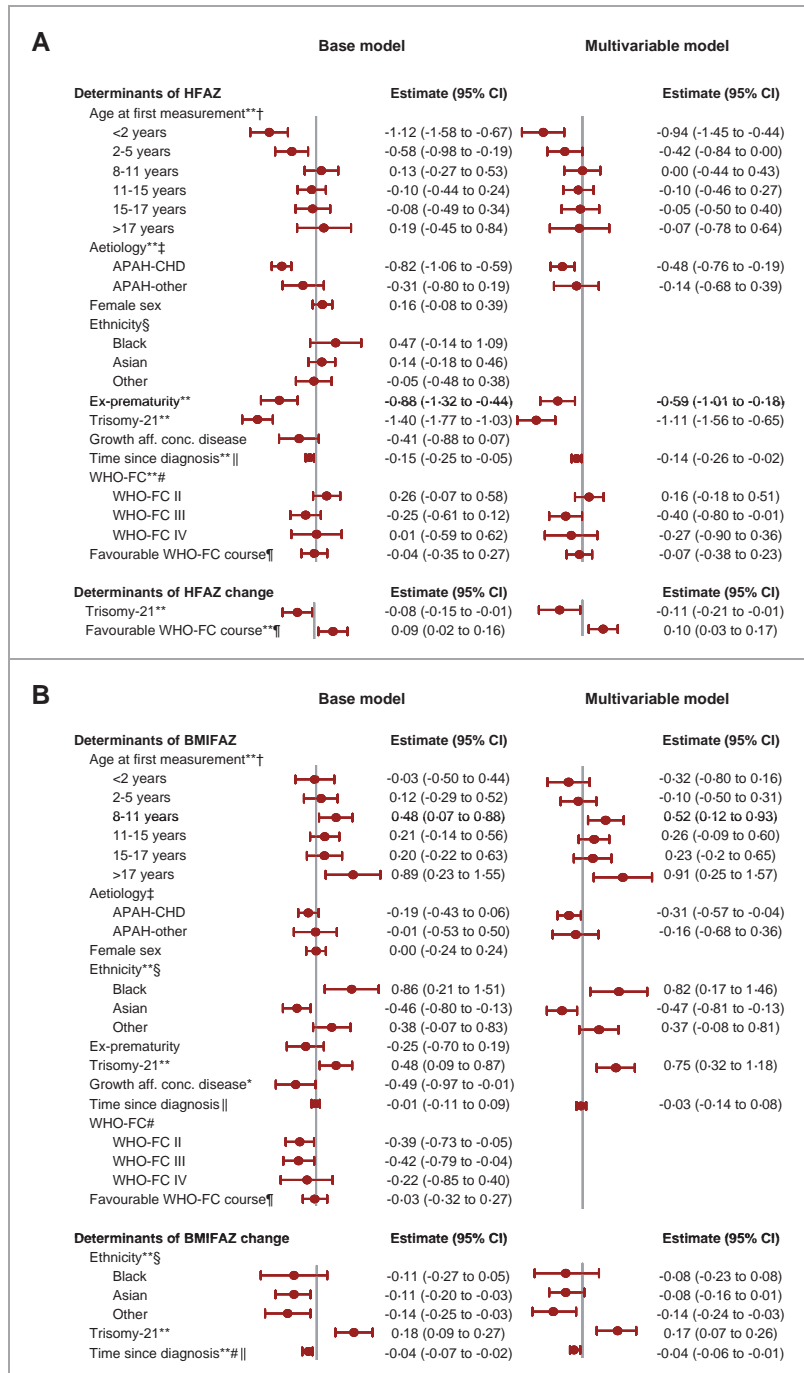 A
Base model Multivariable model
Determinants of HFAZ Estimate (95% CI) Estimate (95% CI)
Age at first measurement**†
<2 years -1·12 (-1·58 to -0·67) -0·94 (-1·45 to -0·44)
2-5 years -0·58 (-0·98 to -0·19) -0·42 (-0·84 to 0·00)
8-11 years 0·13 (-0·27 to 0·53) 0·00 (-0·44 to 0·43)
11-15 years -0·10 (-0·44 to 0·24) -0·10 (-0·46 to 0·27)
15-17 years -0·08 (-0·49 to 0·34) -0·05 (-0·50 to 0·40)
>17 years 0·19 (-0·45 to 0·84) -0·07 (-0·78 to 0·64)
Aetiology**‡
APAH-CHD -0·82 (-1·06 to -0·59) -0·48 (-0·76 to -0·19)
APAH-other -0·31 (-0·80 to 0·19) -0·14 (-0·68 to 0·39)
Female sex 0·16 (-0·08 to 0·39)
Ethnicity§
Black 0·47 (-0·14 to 1·09)
Asian 0·14 (-0·18 to 0·46)
Other -0·05 (-0·48 to 0·38)
Ex-prematurity** -0·88 (-1·32 to -0·44) -0·59 (-1·01 to -0·18)
Trisomy-21** -1·40 (-1·77 to -1·03) -1·11 (-1·56 to -0·65)
Growth aff. conc. disease -0·41 (-0·88 to 0·07)
Time since diagnosis**|| -0·15 (-0·25 to -0·05) -0·14 (-0·26 to -0·02)
WHO-FC**#
WHO-FC II 0·26 (-0·07 to 0·58) 0·16 (-0·18 to 0·51)
WHO-FC III -0·25 (-0·61 to 0·12) -0·40 (-0·80 to -0·01)
WHO-FC IV 0·01 (-0·59 to 0·62) -0·27 (-0·90 to 0·36)
Favourable WHO-FC course¶ -0·04 (-0·35 to 0·27) -0·07 (-0·38 to 0·23)
Determinants of HFAZ change Estimate (95% CI) Estimate (95% CI)
Trisomy-21** -0·08 (-0·15 to -0·01) -0·11 (-0·21 to -0·01)
Favourable WHO-FC course**¶ 0·09 (0·02 to 0·16) 0·10 (0·03 to 0·17)
B
Base model Multivariable model
Determinants of BMIFAZ Estimate (95% CI) Estimate (95% CI)
Age at first measurement**†
<2 years -0·03 (-0·50 to 0·44) -0·32 (-0·80 to 0·16)
2-5 years 0·12 (-0·29 to 0·52) -0·10 (-0·50 to 0·31)
8-11 years 0·48 (0·07 to 0·88) 0·52 (0·12 to 0·93)
11-15 years 0·21 (-0·14 to 0·56) 0·26 (-0·09 to 0·60)
15-17 years 0·20 (-0·22 to 0·63) 0·23 (-0·2 to 0·65)
>17 years 0·89 (0·23 to 1·55) 0·91 (0·25 to 1·57)
Aetiology‡
APAH-CHD -0·19 (-0·43 to 0·06) -0·31 (-0·57 to -0·04)
APAH-other -0·01 (-0·53 to 0·50) -0·16 (-0·68 to 0·36)
Female sex 0·00 (-0·24 to 0·24)
Ethnicity**§
Black 0·86 (0·21 to 1·51) 0·82 (0·17 to 1·46)
Asian -0·46 (-0·80 to -0·13) -0·47 (-0·81 to -0·13)
Other 0·38 (-0·07 to 0·83) 0·37 (-0·08 to 0·81)
Ex-prematurity -0·25 (-0·70 to 0·19)
Trisomy-21** 0·48 (0·09 to 0·87) 0·75 (0·32 to 1·18)
Growth aff. conc. disease* -0·49 (-0·97 to -0·01)
Time since diagnosis|| -0·01 (-0·11 to 0·09) -0·03 (-0·14 to 0·08)
WHO-FC#
WHO-FC II -0·39 (-0·73 to -0·05)
WHO-FC III -0·42 (-0·79 to -0·04)
WHO-FC IV -0·22 (-0·85 to 0·40)
Favourable WHO-FC course¶ -0·03 (-0·32 to 0·27)
Determinants of BMIFAZ change Estimate (95% CI) Estimate (95% CI)
Ethnicity**§
Black -0·11 (-0·27 to 0·05) -0·08 (-0·23 to 0·08)
Asian -0·11 (-0·20 to -0·03) -0·08 (-0·16 to 0·01)
Other -0·14 (-0·25 to -0·03) -0·14 (-0·24 to -0·03)
Trisomy-21** 0·18 (0·09 to 0·27) 0·17 (0·07 to 0·26)
Time since diagnosis**#|| -0·04 (-0·07 to -0·02) -0·04 (-0·06 to -0·01)